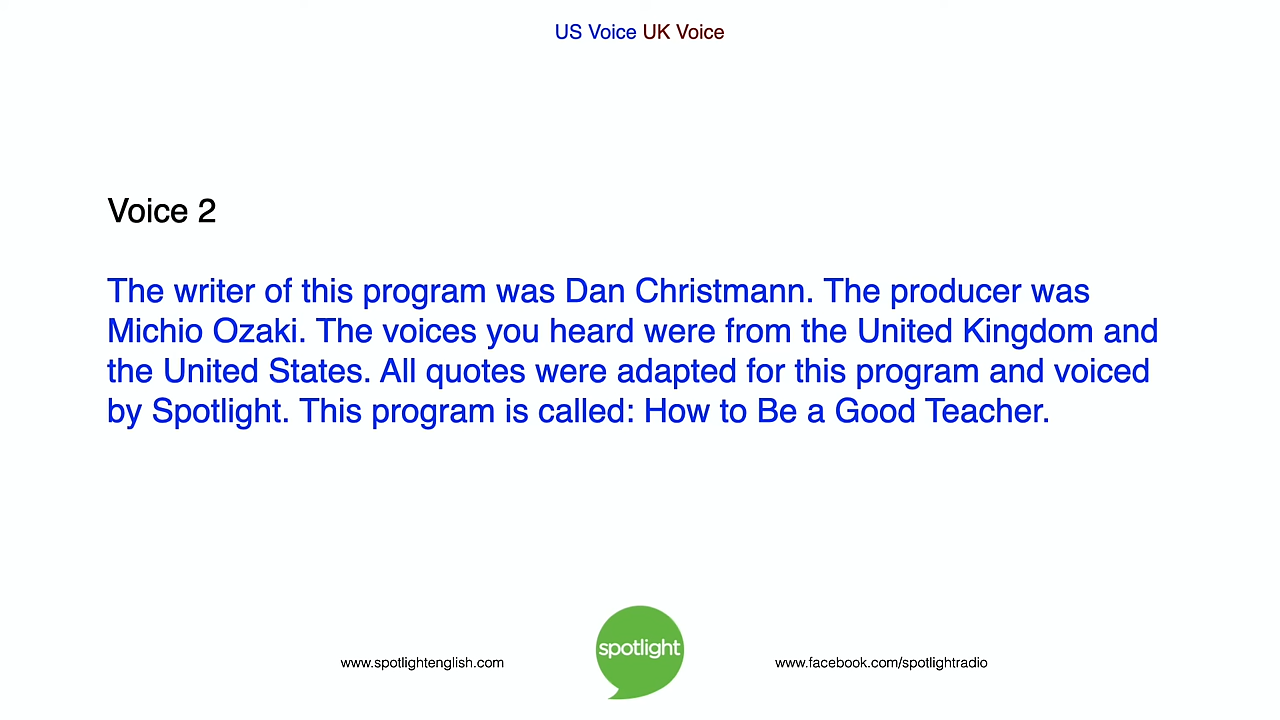 US Voice UK Voice
Voice 2
The writer of this program was Dan Christmann. The producer was
Michio Ozaki. The voices you heard were from the United Kingdom and
the United States. All quotes were adapted for this program and voiced
by Spotlight. This program is called: How to Be a Good Teacher.
www.spotlightenglish.com
spotlight
www.facebook.com/spotlightradio